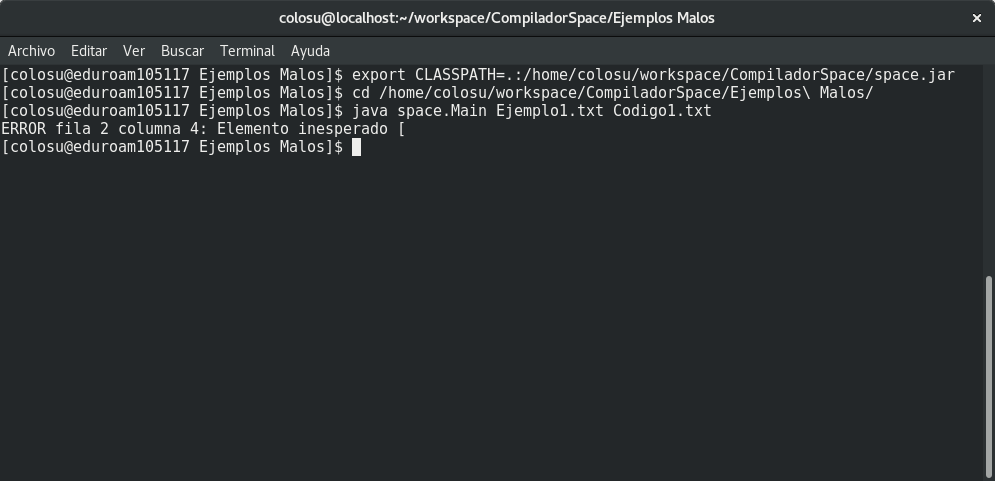 colosu@localhost:~/workspace/CompiladorSpace/Ejemplos Malos ×
Archivo Editar Ver Buscar Terminal Ayuda
[colosu@eduroam105117 Ejemplos Malos]$ export CLASSPATH=.:/home/colosu/workspace/CompiladorSpace/space.jar
[colosu@eduroam105117 Ejemplos Malos]$ cd /home/colosu/workspace/CompiladorSpace/Ejemplos\ Malos/
[colosu@eduroam105117 Ejemplos Malos]$ java space.Main Ejemplo1.txt Codigo1.txt
ERROR fila 2 columna 4: Elemento inesperado [
[colosu@eduroam105117 Ejemplos Malos]$